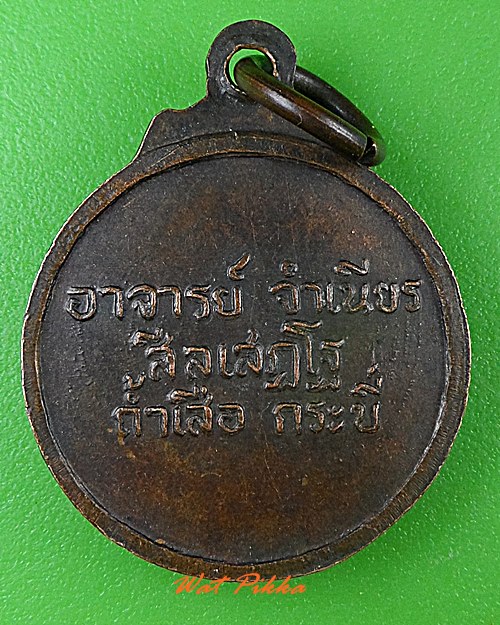 อาจารย์ จำเนียร
สีลเสฏโฐ
ถ้ำเสือ กระบี่
Wat Pikka